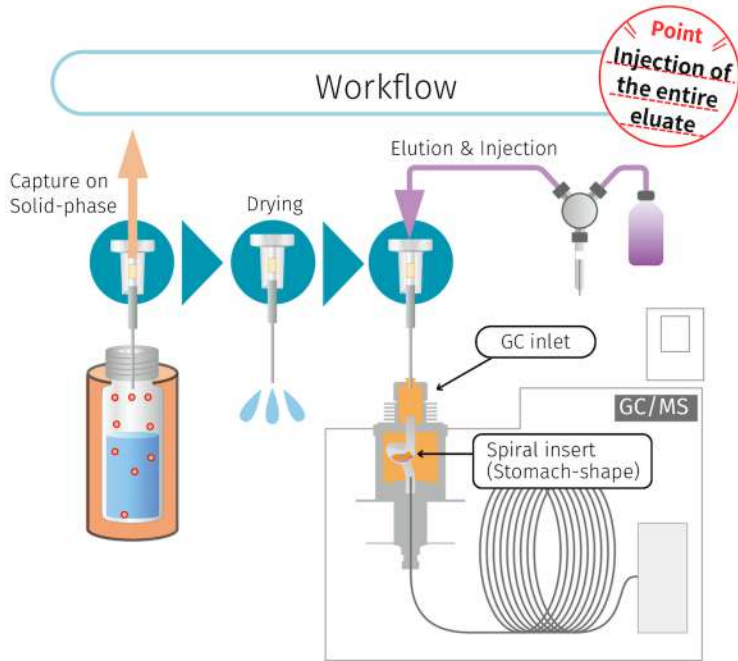 Point
Injection of
the entire
eluate
Workflow
Elution & Injection
Capture on
Solid-phase
Drying
GC inlet
GC/MS
Spiral insert
(Stomach-shape)